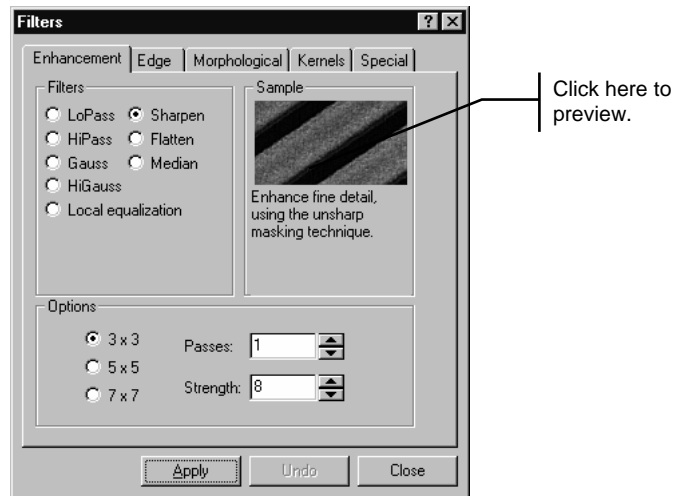 Filters
Enhancement Edge Morphological Kernels Special
Filters
LoPass Sharpen
HiPass Flatten
Gauss Median
HiGauss
Local equalization
Sample
Enhance fine detail,
using the unsharp
masking technique.
Click here to
preview.
Options
3 x 3
5 x 5
7 x 7
Passes: 1
Strength: 8
Apply Undo Close